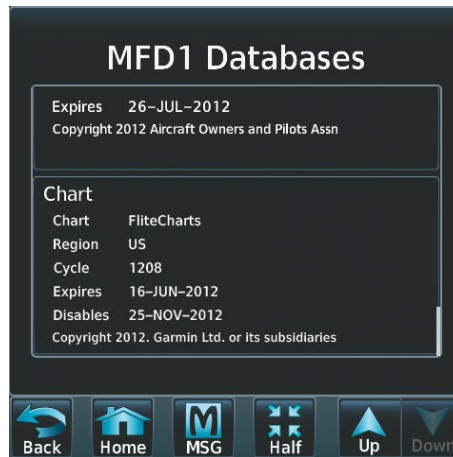 MFD1 Databases
Expires 26-JUL-2012
Copyright 2012 Aircraft Owners and Pilots Assn
Chart
Chart FliteCharts
Region US
Cycle 1208
Expires 16-JUN-2012
Disables 25-NOV-2012
Copyright 2012. Garmin Ltd. or its subsidiaries
Back Home MSG Half Up Down